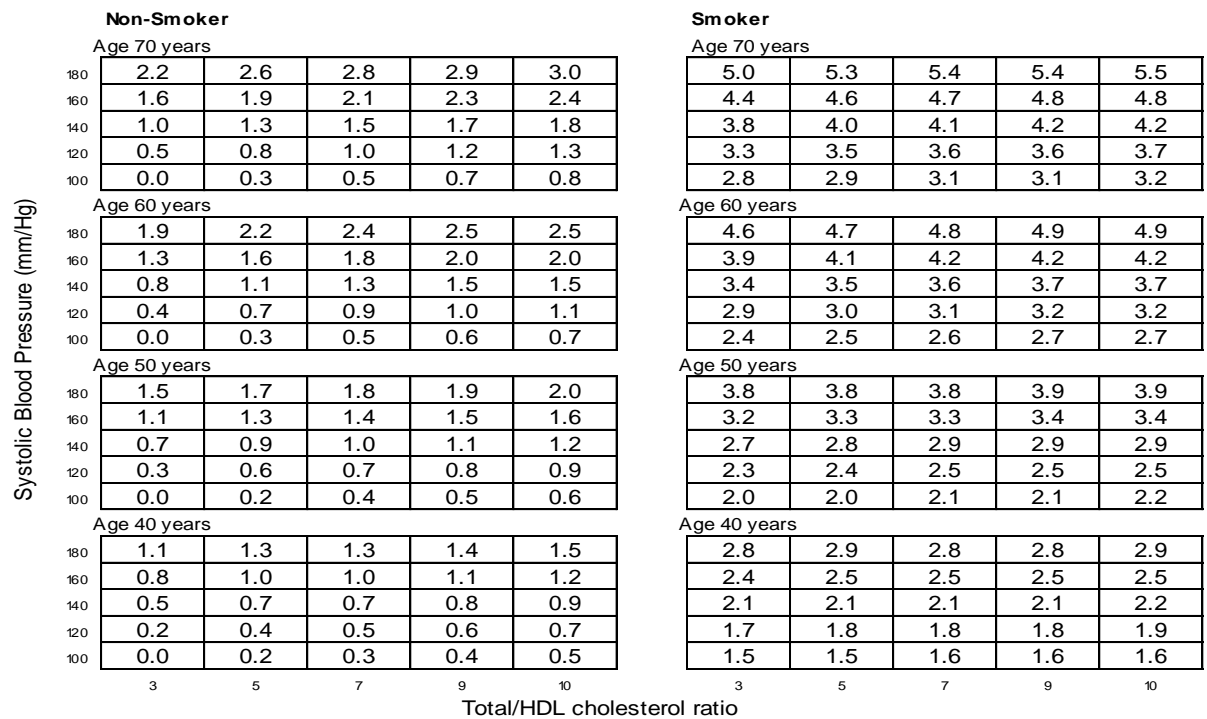 Non-Smoker Smoker
Age 70 years Age 70 years
180 2.2 2.6 2.8 2.9 3.0 5.0 5.3 5.4 5.4 5.5
160 1.6 1.9 2.1 2.3 2.4 4.4 4.6 4.7 4.8 4.8
140 1.0 1.3 1.5 1.7 1.8 3.8 4.0 4.1 4.2 4.2
120 0.5 0.8 1.0 1.2 1.3 3.3 3.5 3.6 3.6 3.7
100 0.0 0.3 0.5 0.7 0.8 2.8 2.9 3.1 3.1 3.2
Age 60 years Age 60 years
180 1.9 2.2 2.4 2.5 2.5 4.6 4.7 4.8 4.9 4.9
160 1.3 1.6 1.8 2.0 2.0 3.9 4.1 4.2 4.2 4.2
140 0.8 1.1 1.3 1.5 1.5 3.4 3.5 3.6 3.7 3.7
120 0.4 0.7 0.9 1.0 1.1 2.9 3.0 3.1 3.2 3.2
100 0.0 0.3 0.5 0.6 0.7 2.4 2.5 2.6 2.7 2.7
Age 50 years Age 50 years
180 1.5 1.7 1.8 1.9 2.0 3.8 3.8 3.8 3.9 3.9
160 1.1 1.3 1.4 1.5 1.6 3.2 3.3 3.3 3.4 3.4
140 0.7 0.9 1.0 1.1 1.2 2.7 2.8 2.9 2.9 2.9
120 0.3 0.6 0.7 0.8 0.9 2.3 2.4 2.5 2.5 2.5
100 0.0 0.2 0.4 0.5 0.6 2.0 2.0 2.1 2.1 2.2
Age 40 years Age 40 years
180 1.1 1.3 1.3 1.4 1.5 2.8 2.9 2.8 2.8 2.9
160 0.8 1.0 1.0 1.1 1.2 2.4 2.5 2.5 2.5 2.5
140 0.5 0.7 0.7 0.8 0.9 2.1 2.1 2.1 2.1 2.2
120 0.2 0.4 0.5 0.6 0.7 1.7 1.8 1.8 1.8 1.9
100 0.0 0.2 0.3 0.4 0.5 1.5 1.5 1.6 1.6 1.6
3 5 7 9 10 3 5 7 9 10
Total/HDL cholesterol ratio
Systolic Blood Pressure (mm/Hg)